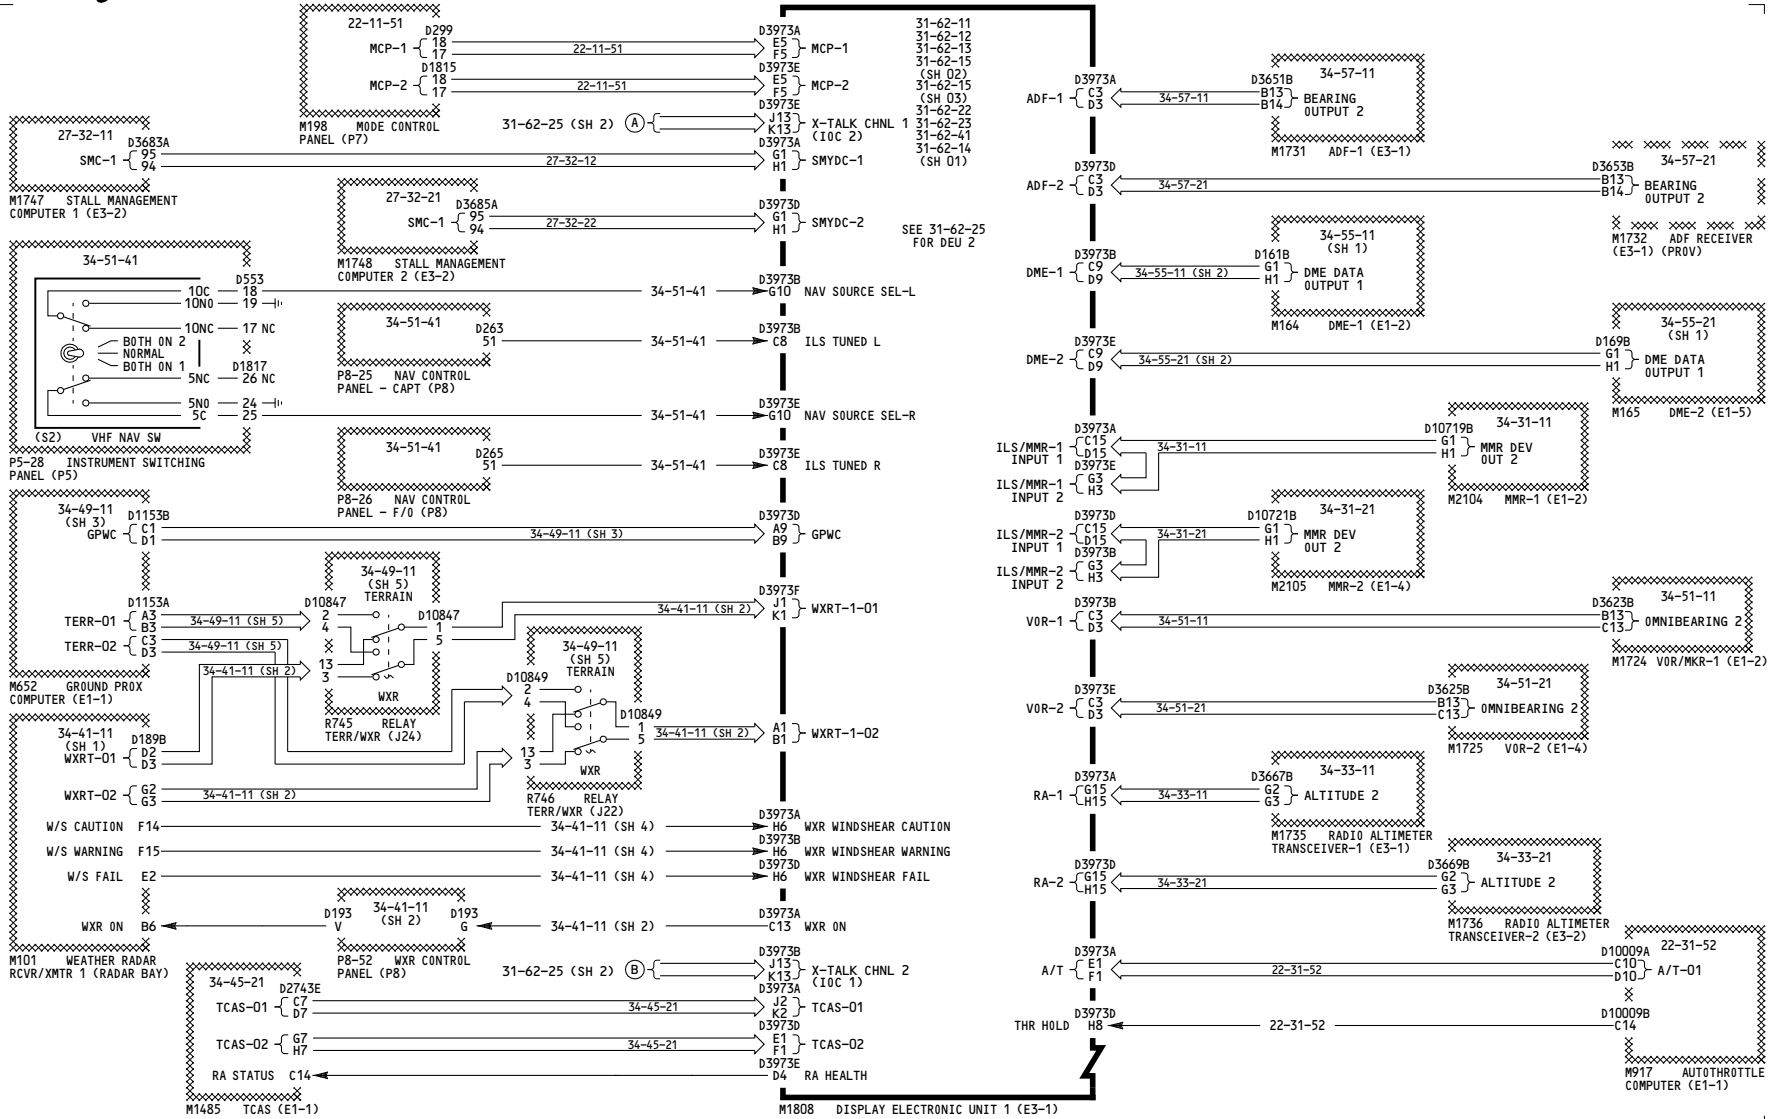 22-11-51
D299
MCP-1 18
17
22-11-51
D3973A
E5
F5 MCP-1
D1815
MCP-2 18
17
22-11-51
D3973E
E5
F5 MCP-2
M198 MODE CONTROL
PANEL (P7)
31-62-25 (SH 2) A
D3973E
J13
K13 X-TALK CHNL 1
(IOC 2)
27-32-11
D3683A
SMC-1 95
94
27-32-12
D3973A
G1
H1 SMYDC-1
M1747 STALL MANAGEMENT
COMPUTER 1 (E3-2)
27-32-21
D3685A
SMC-1 95
94
27-32-22
D3973D
G1
H1 SMYDC-2
M1748 STALL MANAGEMENT
COMPUTER 2 (E3-2)
34-51-41
D553
10C 18
34-51-41
D3973B
G10 NAV SOURCE SEL-L
10NO 19
10NC 17 NC
BOTH ON 2
NORMAL
BOTH ON 1
D1817
5NC 26 NC
5NO 24
5C 25
34-51-41
D3973E
G10 NAV SOURCE SEL-R
(S2) VHF NAV SW
P5-28 INSTRUMENT SWITCHING
PANEL (P5)
34-51-41
D263
51
34-51-41
D3973B
C8 ILS TUNED L
P8-25 NAV CONTROL
PANEL - CAPT (P8)
34-51-41
D265
51
34-51-41
D3973E
C8 ILS TUNED R
P8-26 NAV CONTROL
PANEL - F/O (P8)
34-49-11
(SH 3)
D1153B
GPWC C1
D1
34-49-11 (SH 3)
D3973D
A9
B9 GPWC
D1153A
TERR-01 A3
B3
34-49-11 (SH 5)
TERR-02 C3
D3
34-49-11 (SH 5)
34-41-11 (SH 2)
M652 GROUND PROX
COMPUTER (E1-1)
34-49-11
(SH 5)
TERRAIN
D10847
2
4
13
3
D10847
1
5
WXR
R745 RELAY
TERR/WXR (J24)
34-41-11 (SH 2)
D3973F
J1
K1 WXRT-1-01
34-49-11
(SH 5)
TERRAIN
D10849
2
4
13
3
D10849
1
5
WXR
R746 RELAY
TERR/WXR (J22)
34-41-11 (SH 2)
A1
B1 WXRT-1-02
34-41-11
(SH 1)
D189B
WXRT-01 D2
D3
WXRT-02 G2
G3
34-41-11 (SH 2)
W/S CAUTION F14
34-41-11 (SH 4)
D3973A
H6 WXR WINDSHEAR CAUTION
W/S WARNING F15
34-41-11 (SH 4)
D3973B
H6 WXR WINDSHEAR WARNING
W/S FAIL E2
34-41-11 (SH 4)
D3973D
H6 WXR WINDSHEAR FAIL
WXR ON B6
D193
V
34-41-11
(SH 2)
D193
G
34-41-11 (SH 2)
D3973A
C13 WXR ON
M101 WEATHER RADAR
RCVR/XMTR 1 (RADAR BAY)
P8-52 WXR CONTROL
PANEL (P8)
31-62-25 (SH 2) B
D3973B
J13
K13 X-TALK CHNL 2
(IOC 1)
34-45-21
D2743E
TCAS-01 C7
D7
34-45-21
D3973A
J2
K2 TCAS-01
TCAS-02 G7
H7
34-45-21
D3973D
E1
F1 TCAS-02
RA STATUS C14
D3973E
D4 RA HEALTH
M1485 TCAS (E1-1)
M1808 DISPLAY ELECTRONIC UNIT 1 (E3-1)
31-62-11
31-62-12
31-62-13
31-62-15
(SH 02)
31-62-15
(SH 03)
31-62-22
31-62-23
31-62-41
31-62-14
(SH 01)
SEE 31-62-25
FOR DEU 2
D3973A
ADF-1 C3
D3
34-57-11
D3651B
B13
B14
34-57-11
BEARING
OUTPUT 2
M1731 ADF-1 (E3-1)
D3973D
ADF-2 C3
D3
34-57-21
D3653B
B13
B14
34-57-21
BEARING
OUTPUT 2
M1732 ADF RECEIVER
(E3-1) (PROV)
D3973B
DME-1 C9
D9
34-55-11 (SH 2)
D161B
G1
H1
34-55-11
(SH 1)
DME DATA
OUTPUT 1
M164 DME-1 (E1-2)
D3973E
DME-2 C9
D9
34-55-21 (SH 2)
D169B
G1
H1
34-55-21
(SH 1)
DME DATA
OUTPUT 1
M165 DME-2 (E1-5)
D3973A
ILS/MMR-1 C15
INPUT 1 D15
34-31-11
D3973E
ILS/MMR-1 G3
INPUT 2 H3
D10719B
G1
H1
34-31-11
MMR DEV
OUT 2
M2104 MMR-1 (E1-2)
D3973D
ILS/MMR-2 C15
INPUT 1 D15
34-31-21
D3973B
ILS/MMR-2 G3
INPUT 2 H3
D10721B
G1
H1
34-31-21
MMR DEV
OUT 2
M2105 MMR-2 (E1-4)
D3973B
VOR-1 C3
D3
34-51-11
D3623B
B13
C13
34-51-11
OMNIBEARING 2
M1724 VOR/MKR-1 (E1-2)
D3973E
VOR-2 C3
D3
34-51-21
D3625B
B13
C13
34-51-21
OMNIBEARING 2
M1725 VOR-2 (E1-4)
D3973A
RA-1 G15
H15
34-33-11
D3667B
G2
G3
34-33-11
ALTITUDE 2
M1735 RADIO ALTIMETER
TRANSCEIVER-1 (E3-1)
D3973D
RA-2 G15
H15
34-33-21
D3669B
G2
G3
34-33-21
ALTITUDE 2
M1736 RADIO ALTIMETER
TRANSCEIVER-2 (E3-2)
D3973A
A/T E1
F1
22-31-52
D10009A
C10
D10
22-31-52
A/T-01
D3973D
THR HOLD H8
22-31-52
D10009B
C14
M917 AUTOTHROTTLE
COMPUTER (E1-1)